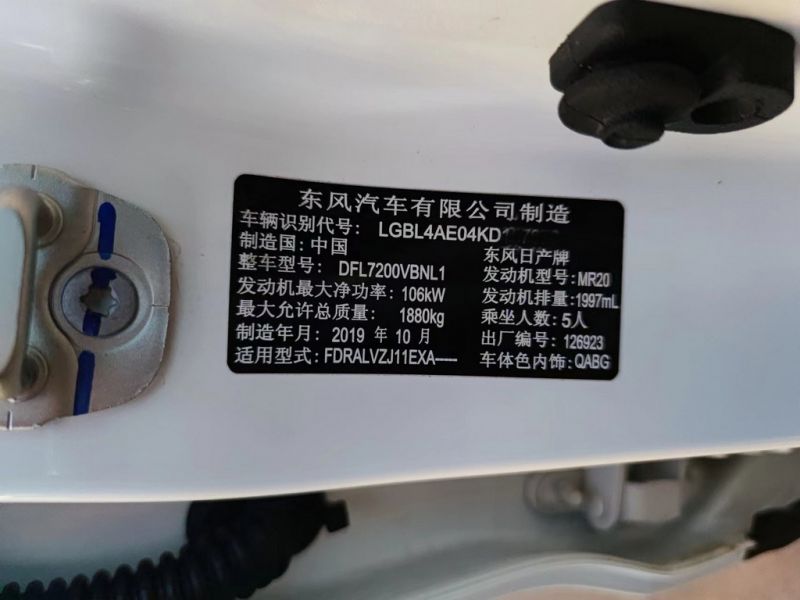 东风汽车有限公司制造
车辆识别代号: LGBL4AE04KD
制造国: 中国 东风日产牌
整车型号: DFL7200VBNL1 发动机型号: MR20
发动机最大净功率: 106kW 发动机排量: 1997mL
最大允许总质量: 1880kg 乘坐人数: 5人
制造年月: 2019 年 10 月 出厂编号: 126923
适用型式: FDRALVZJ11EXA----- 车体色内饰: QABG